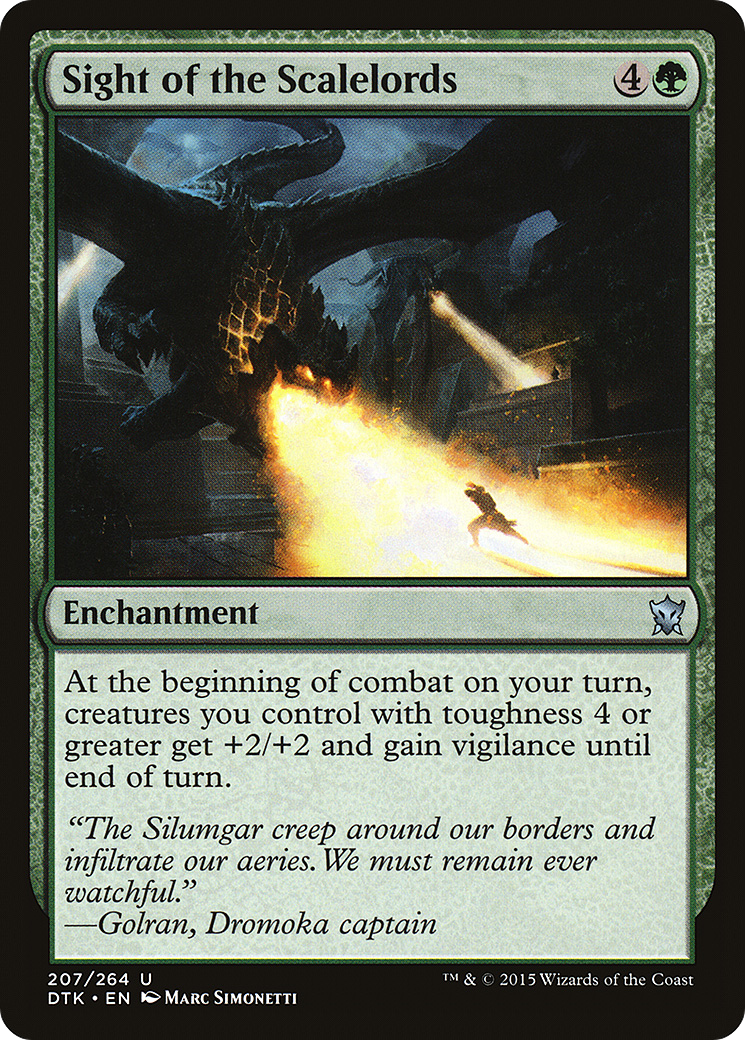 Sight of the Scalelords 4
Enchantment
At the beginning of combat on your turn,
creatures you control with toughness 4 or
greater get +2/+2 and gain vigilance until
end of turn.
“The Silumgar creep around our borders and
infiltrate our aeries. We must remain ever
watchful.”
—Golran, Dromoka captain
207/264 U
™ & © 2015 Wizards of the Coast
DTK • EN Marc Simonetti